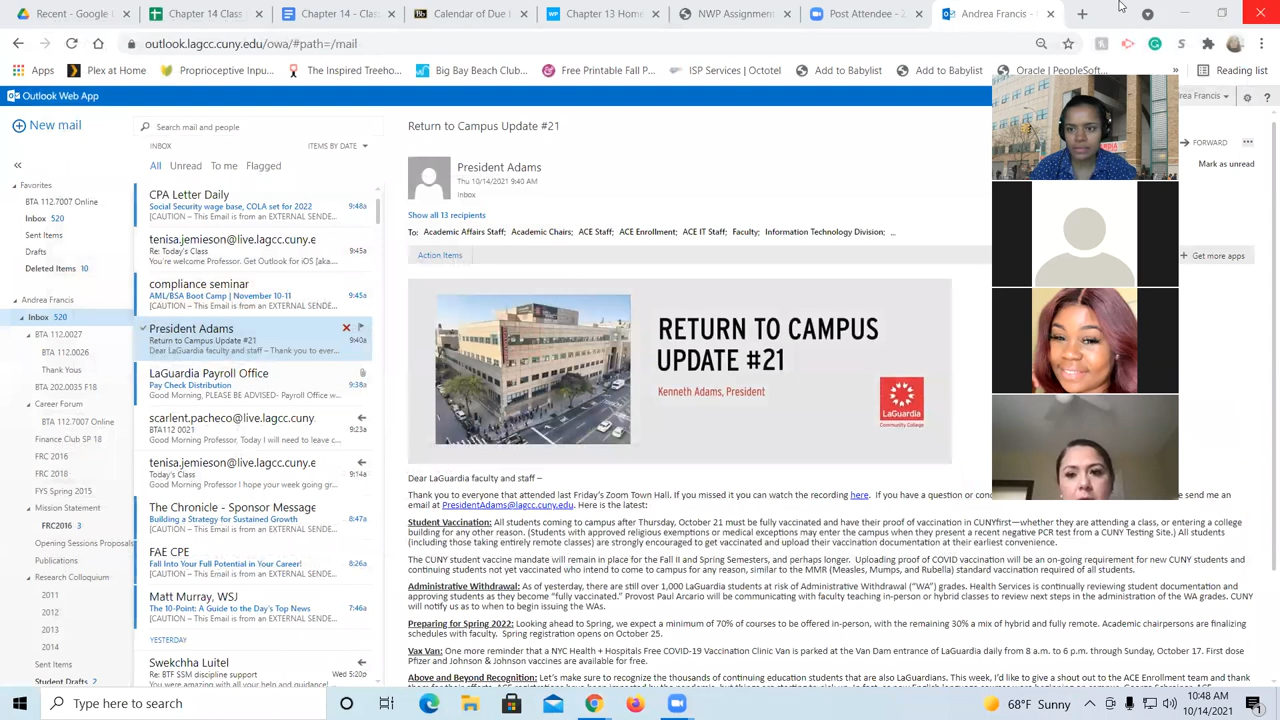 Recent - Google D
Chapter 14 - Class
Chapter 14 - Class
Calendar of Due D
Chapter 13 Home
NWP Assignment
Post Attendee - Z
Andrea Francis -
outlook.lagcc.cuny.edu/owa/#path=/mail
Apps
Plex at Home
Proprioceptive Inpu...
The Inspired Treeho...
Big Bay Beach Club...
Free Printable Fall P...
ISP Services | Octotel
Add to Babylist
Add to Babylist
Oracle | PeopleSoft...
»
Reading list
Outlook Web App
rea Francis
?
New mail
Search mail and people
INBOX
ITEMS BY DATE
All Unread To me Flagged
«
Favorites
BTA 112.7007 Online
Inbox 520
Sent Items
Drafts
Deleted Items 10
Andrea Francis
Inbox 520
BTA 112.0027
BTA 112.0026
Thank Yous
BTA 202.0035 F18
Career Forum
BTA 112.7007 Online
Finance Club SP 18
FRC 2016
FSC 2018
FYS Spring 2015
Mission Statement
FRC2016 3
Opening Sessions Proposals
Publications
Research Colloquium
2011
2012
2013
2014
Sent Items
Student Drafts 2
CPA Letter Daily
Social Security wage base, COLA set for 2022 9:48a
[CAUTION – This Email is from an EXTERNAL SENDE...
tenisa.jemieson@live.lagcc.cuny.e
Re: Today's Class 9:45a
You're welcome Professor. Get Outlook for iOS [aka....
compliance seminar
AML/BSA Boot Camp | November 10-11 9:45a
[CAUTION – This Email is from an EXTERNAL SENDE...
President Adams
Return to Campus Update #21 9:40a
Dear LaGuardia faculty and staff – Thank you to ever...
LaGuardia Payroll Office
Pay Check Distribution 9:38a
Good Morning, PLEASE BE ADVISED- Payroll Office w...
scarlent.pacheco@live.lagcc.cuny.
BTA112 0021 9:23a
Good Morning Professor, Today I will need to leave c...
tenisa.jemieson@live.lagcc.cuny.e
Today's Class 9:14a
Good Morning Professor I hope your week going gr...
The Chronicle - Sponsor Message
Building a Strategy for Sustained Growth 8:47a
[CAUTION – This Email is from an EXTERNAL SENDE...
FAE CPE
Fall Into Your Full Potential in Your Career! 8:26a
[CAUTION – This Email is from an EXTERNAL SENDE...
Matt Murray, WSJ
The 10-Point: A Guide to the Day's Top News 7:46a
[CAUTION – This Email is from an EXTERNAL SENDE...
YESTERDAY
Swekchha Luitel
Re: BTF SSM discipline support Wed 5:20p
You were amazing with all your help and guidance!
Return to Campus Update #21
FORWARD
Mark as unread
President Adams
Thu 10/14/2021 9:40 AM
Inbox
Show all 13 recipients
To: Academic Affairs Staff; Academic Chairs; ACE Staff; ACE Enrollment; ACE IT Staff; Faculty; Information Technology Division; ...
Action Items
+ Get more apps
RETURN TO CAMPUS
UPDATE #21
Kenneth Adams, President
LaGuardia
Community College
Dear LaGuardia faculty and staff –
Thank you to everyone that attended last Friday's Zoom Town Hall. If you missed it you can watch the recording here. If you have a question or conc se send me an
email at PresidentAdams@lagcc.cuny.edu. Here is the latest:
Student Vaccination: All students coming to campus after Thursday, October 21 must be fully vaccinated and have their proof of vaccination in CUNYfirst—whether they are attending a class, or entering a college
building for any other reason. (Students with approved religious exemptions or medical exceptions may enter the campus when they present a recent negative PCR test from a CUNY Testing Site.) All students
(including those taking entirely remote classes) are strongly encouraged to get vaccinated and upload their vaccination documentation at their earliest convenience.
The CUNY student vaccine mandate will remain in place for the Fall II and Spring Semesters, and perhaps longer. Uploading proof of COVID vaccination will be an on-going requirement for new CUNY students and
continuing students not yet vaccinated who intend to come to campus for any reason, similar to the MMR (Measles, Mumps, and Rubella) standard vaccination required of all students.
Administrative Withdrawal: As of yesterday, there are still over 1,000 LaGuardia students at risk of Administrative Withdrawal ("WA") grades. Health Services is continually reviewing student documentation and
approving students as they become "fully vaccinated." Provost Paul Arcario will be communicating with faculty teaching in-person or hybrid classes to review next steps in the administration of the WA grades. CUNY
will notify us as to when to begin issuing the WAs.
Preparing for Spring 2022: Looking ahead to Spring, we expect a minimum of 70% of courses to be offered in-person, with the remaining 30% a mix of hybrid and fully remote. Academic chairpersons are finalizing
schedules with faculty. Spring registration opens on October 25.
Vax Van: One more reminder that a NYC Health + Hospitals Free COVID-19 Vaccination Clinic Van is parked at the Van Dam entrance of LaGuardia daily from 8 a.m. to 6 p.m. through Sunday, October 17. First dose
Pfizer and Johnson & Johnson vaccines are available for free.
Above and Beyond Recognition: Let's make sure to recognize the thousands of continuing education students that are also LaGuardians. This week, I'd like to give a shout out to the ACE Enrollment team and thank
Type here to search
68°F Sunny
10:48 AM
10/14/2021
1